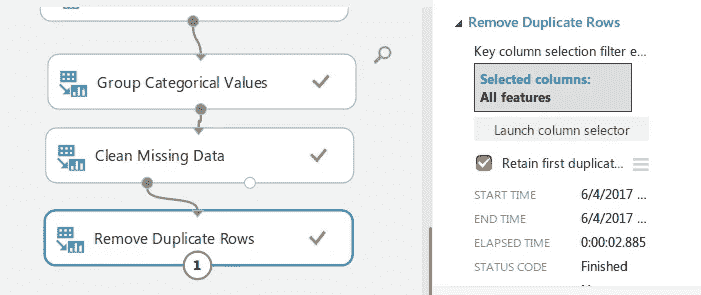 Group Categorical Values
Clean Missing Data
Remove Duplicate Rows
1
Remove Duplicate Rows
Key column selection filter e...
Selected columns:
All features
Launch column selector
Retain first duplicat...
START TIME 6/4/2017 ...
END TIME 6/4/2017 ...
ELAPSED TIME 0:00:02.885
STATUS CODE Finished